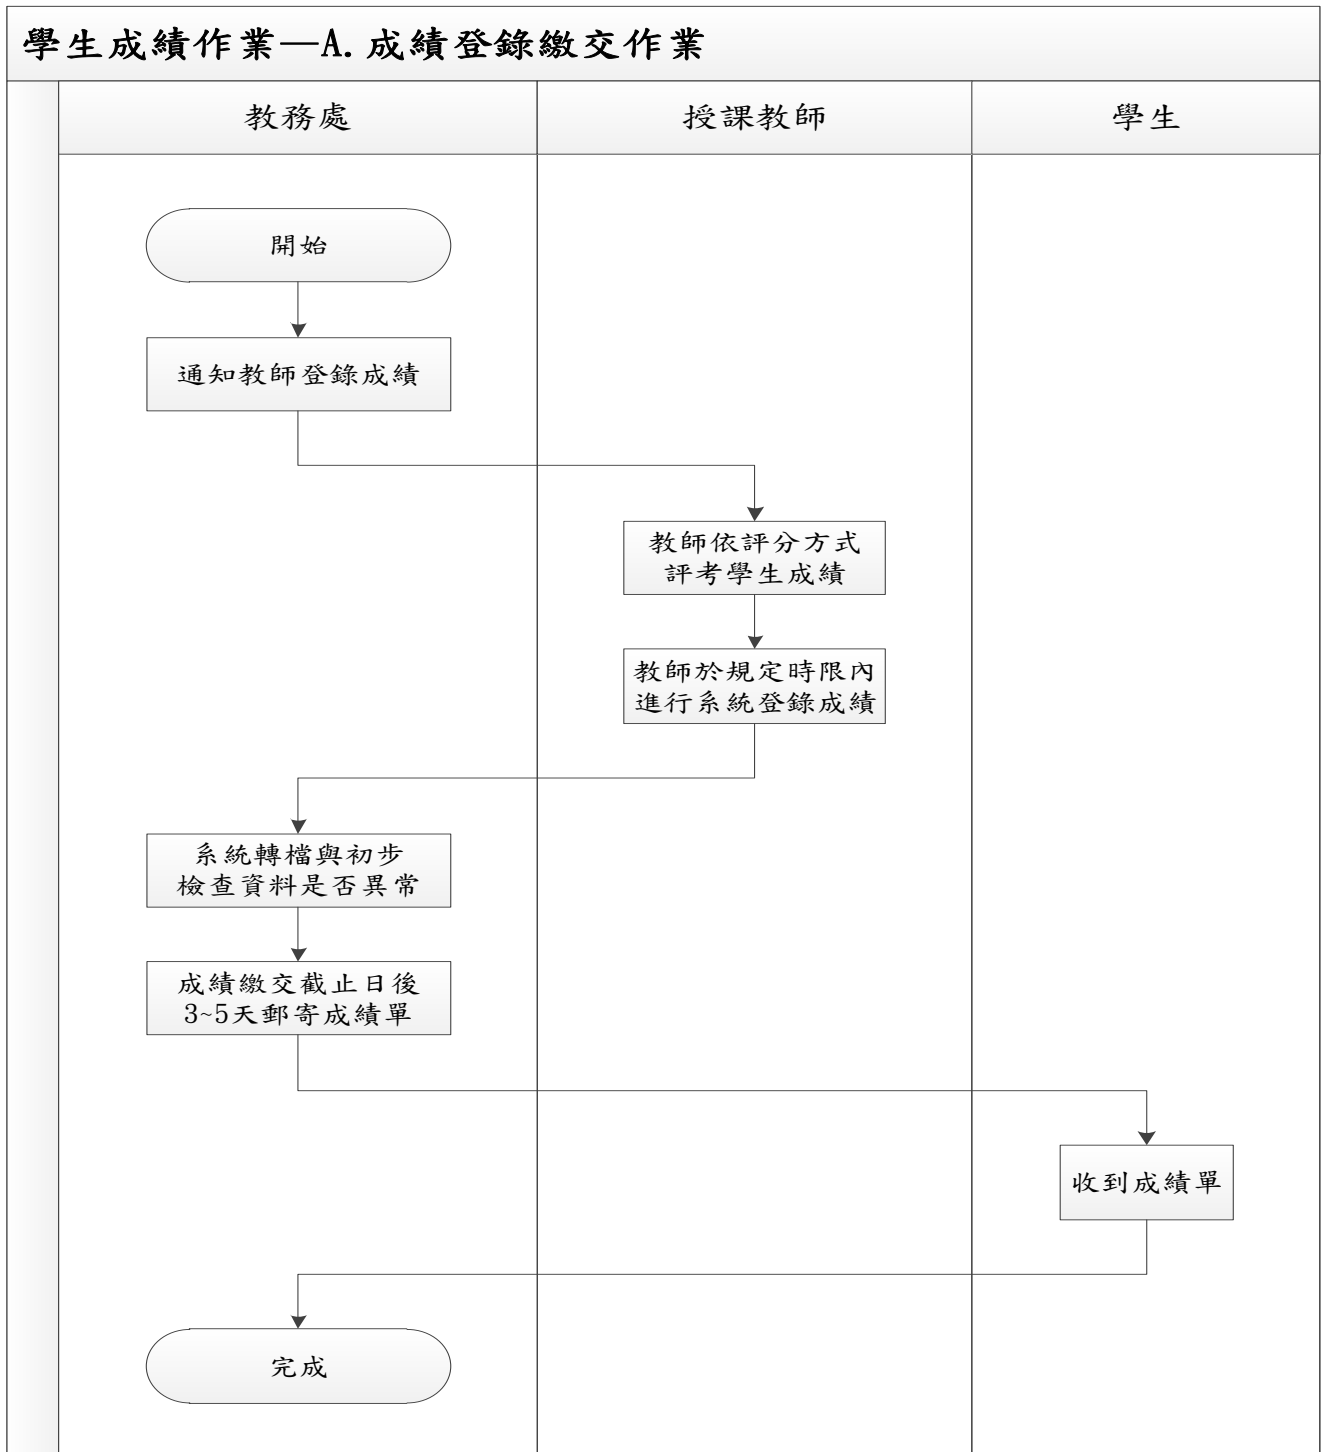 學生成績作業—A.成績登錄繳交作業
教務處
授課教師
學生
開始
通知教師登錄成績
教師依評分方式
評考學生成績
教師於規定時限內
進行系統登錄成績
系統轉檔與初步
檢查資料是否異常
成績繳交截止日後
3~5天郵寄成績單
收到成績單
完成